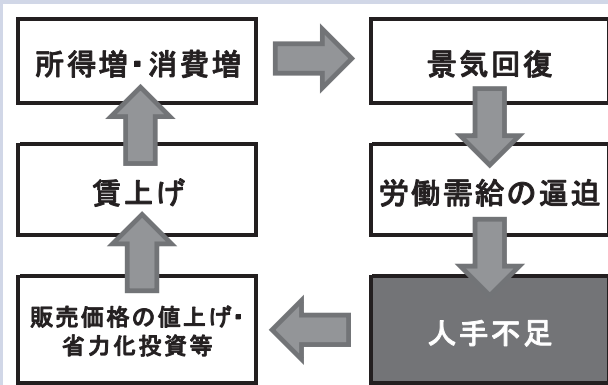 所得増・消費増
景気回復
賃上げ
労働需給の逼迫
販売価格の値上げ・
省力化投資等
人手不足